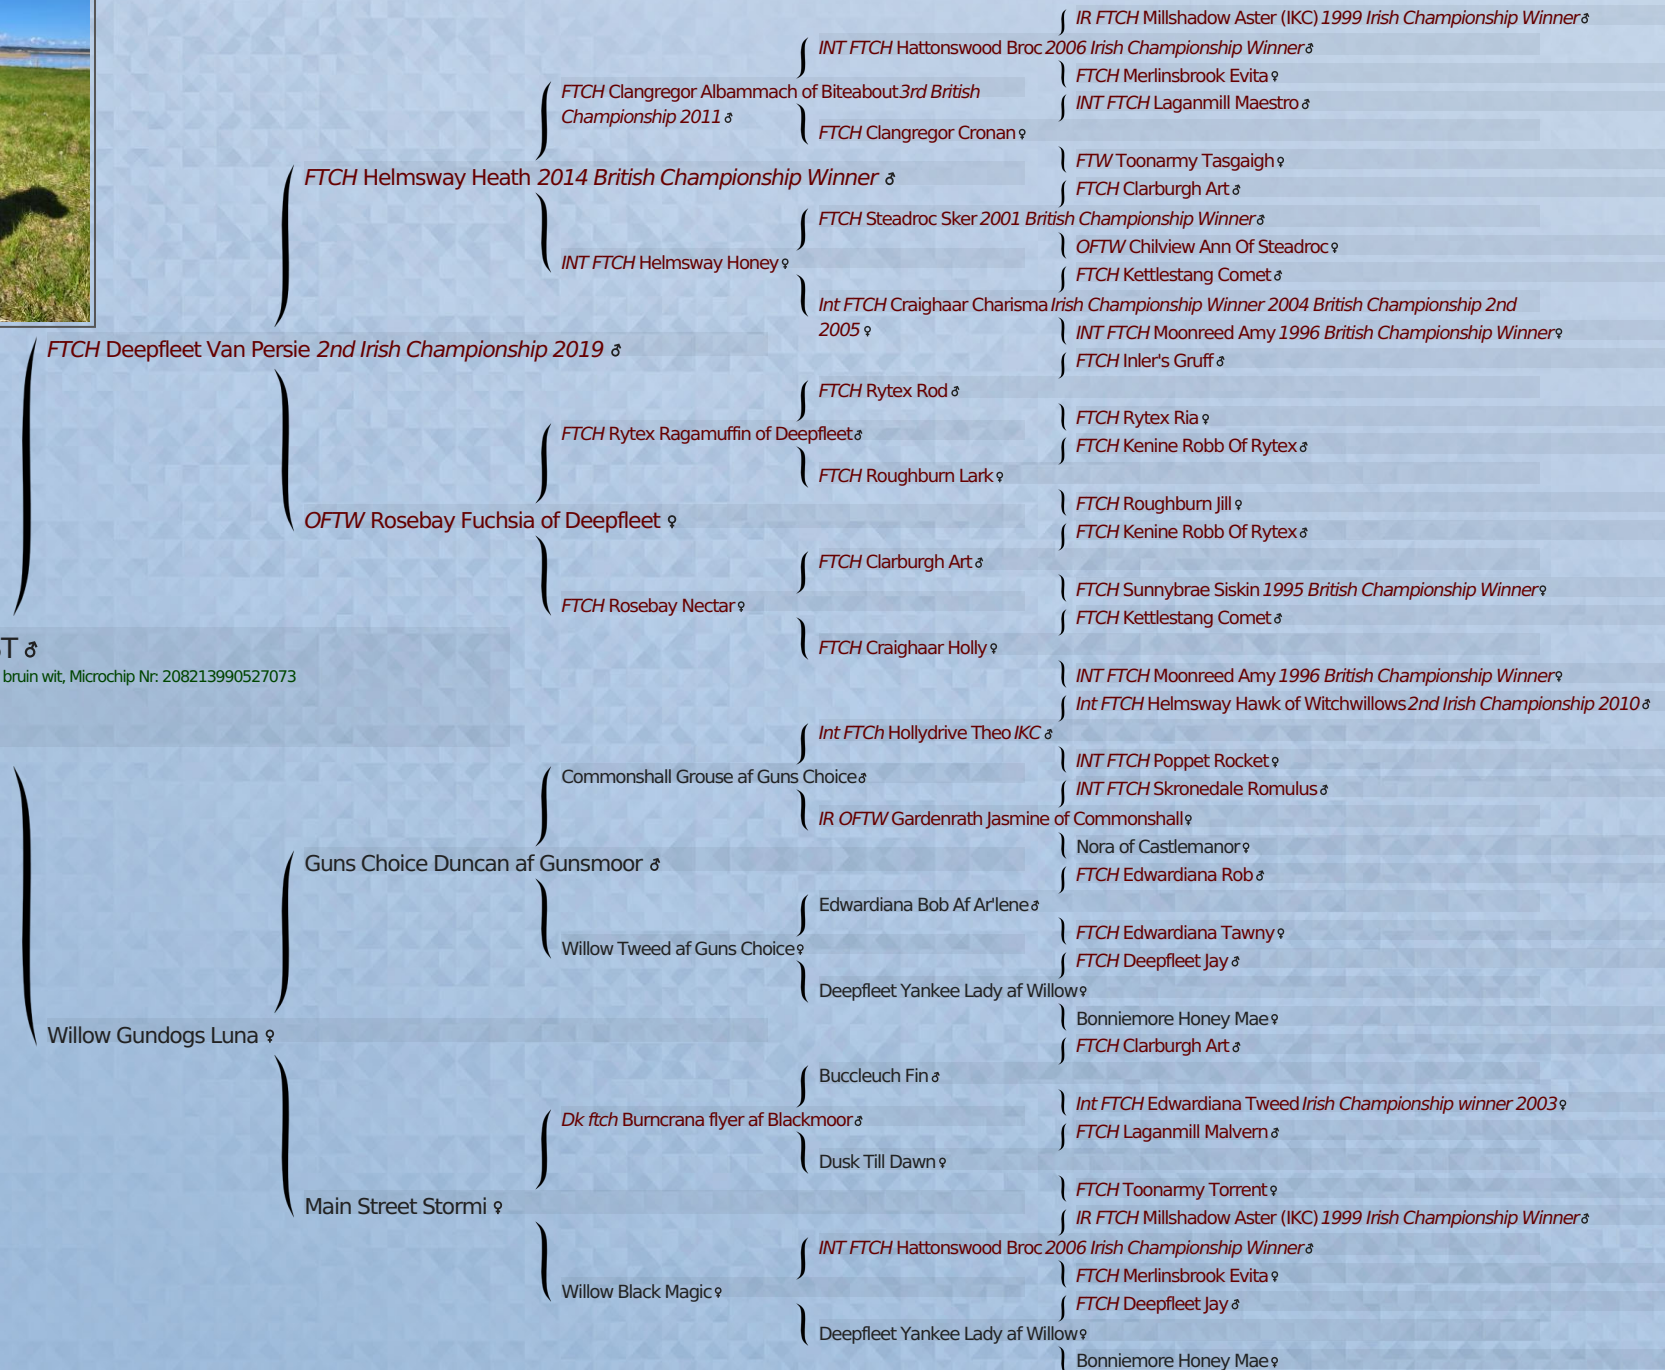 IR FTCH Millshadow Aster (IKC) 1999 Irish Championship Winner♂
INT FTCH Hattonswood Broc 2006 Irish Championship Winner♂
FTCH Merlinsbrook Evita♀
FTCH Clangregor Albammach of Biteabout 3rd British
Championship 2011♂
INT FTCH Laganmill Maestro♂
FTCH Clangregor Cronan♀
FTW Toonarmy Tasgaigh♀
FTCH Helmsway Heath 2014 British Championship Winner ♂
FTCH Clarburgh Art♂
FTCH Steadroc Sker 2001 British Championship Winner♂
OFTW Chilview Ann Of Steadroc♀
INT FTCH Helmsway Honey♀
FTCH Kettlestang Comet♂
Int FTCH Craighaar Charisma Irish Championship Winner 2004 British Championship 2nd
2005♀
INT FTCH Moonreed Amy 1996 British Championship Winner♀
FTCH Deepfleet Van Persie 2nd Irish Championship 2019 ♂
FTCH Inler's Gruff♂
FTCH Rytex Rod♂
FTCH Rytex Ria♀
FTCH Rytex Ragamuffin of Deepfleet♂
FTCH Kenine Robb Of Rytex♂
FTCH Roughburn Lark♀
FTCH Roughburn Jill♀
OFTW Rosebay Fuchsia of Deepfleet ♀
FTCH Kenine Robb Of Rytex♂
FTCH Clarburgh Art♂
FTCH Sunnybrae Siskin 1995 British Championship Winner♀
FTCH Rosebay Nectar♀
FTCH Kettlestang Comet♂
FTCH Craighaar Holly♀
T ♂
bruin wit, Microchip Nr: 208213990527073
INT FTCH Moonreed Amy 1996 British Championship Winner♀
Int FTCH Helmsway Hawk of Witchwillows 2nd Irish Championship 2010♂
Int FTCh Hollydrive Theo IKC♂
INT FTCH Poppet Rocket♀
Commonshall Grouse af Guns Choice♂
INT FTCH Skronedale Romulus♂
IR OFTW Gardenrath Jasmine of Commonshall♀
Nora of Castlemanor♀
Guns Choice Duncan af Gunsmoor ♂
FTCH Edwardiana Rob♂
Edwardiana Bob Af Ar'lene♂
FTCH Edwardiana Tawny♀
Willow Tweed af Guns Choice♀
FTCH Deepfleet Jay♂
Deepfleet Yankee Lady af Willow♀
Bonniemore Honey Mae♀
Willow Gundogs Luna ♀
FTCH Clarburgh Art♂
Buccleuch Fin♂
Int FTCH Edwardiana Tweed Irish Championship winner 2003♀
Dk ftch Burncrana flyer af Blackmoor♂
FTCH Laganmill Malvern♂
Dusk Till Dawn♀
FTCH Toonarmy Torrent♀
Main Street Stormi ♀
IR FTCH Millshadow Aster (IKC) 1999 Irish Championship Winner♂
INT FTCH Hattonswood Broc 2006 Irish Championship Winner♂
FTCH Merlinsbrook Evita♀
Willow Black Magic♀
FTCH Deepfleet Jay♂
Deepfleet Yankee Lady af Willow♀
Bonniemore Honey Mae♀